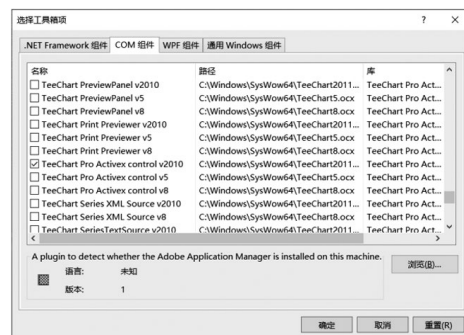 选择工具箱项 ? ×
.NET Framework 组件 COM 组件 WPF 组件 通用 Windows 组件
名称 路径 库
TeeChart PreviewPanel v2010 C:\Windows\SysWow64\TeeChart2011... TeeChart Pro Act...
TeeChart PreviewPanel v5 C:\Windows\SysWow64\TeeChart5.ocx TeeChart Pro Act...
TeeChart PreviewPanel v8 C:\Windows\SysWow64\TeeChart8.ocx TeeChart Pro Act...
TeeChart Print Previewer v2010 C:\Windows\SysWow64\TeeChart2011... TeeChart Pro Act...
TeeChart Print Previewer v5 C:\Windows\SysWow64\TeeChart5.ocx TeeChart Pro Act...
TeeChart Print Previewer v8 C:\Windows\SysWow64\TeeChart8.ocx TeeChart Pro Act...
TeeChart Pro Activex control v2010 C:\Windows\SysWow64\TeeChart2011... TeeChart Pro Act...
TeeChart Pro Activex control v5 C:\Windows\SysWow64\TeeChart5.ocx TeeChart Pro Act...
TeeChart Pro Activex control v8 C:\Windows\SysWow64\TeeChart8.ocx TeeChart Pro Act...
TeeChart Series XML Source v2010 C:\Windows\SysWow64\TeeChart2011... TeeChart Pro Act...
TeeChart Series XML Source v8 C:\Windows\SysWow64\TeeChart8.ocx TeeChart Pro Act...
TeeChart SeriesTextSource v2010 C:\Windows\SysWow64\TeeChart2011... TeeChart Pro Act...
A plugin to detect whether the Adobe Application Manager is installed on this machine.
语言: 未知
浏览(B)...
版本: 1
确定 取消 重置(R)